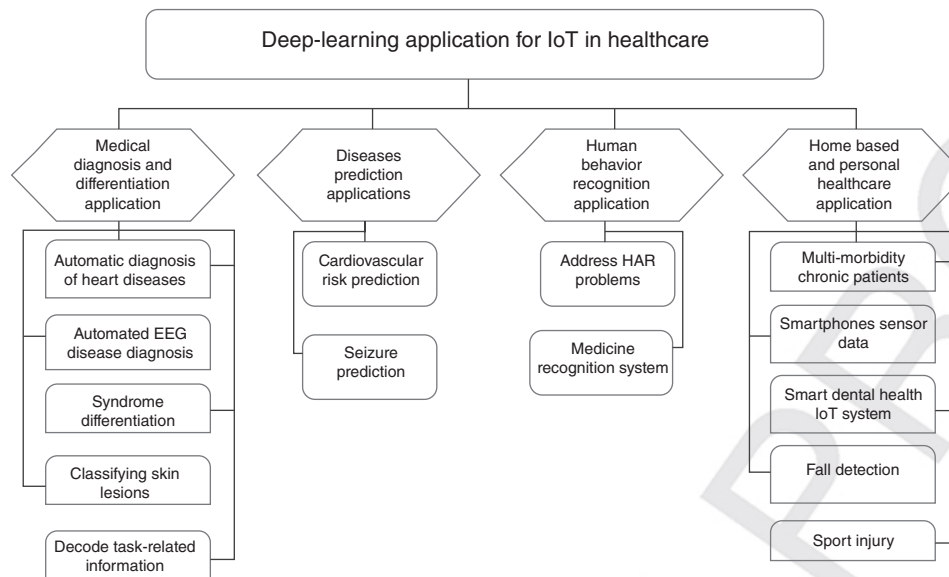 Deep-learning application for IoT in healthcare
Medical
diagnosis and
differentiation
application
Diseases
prediction
applications
Human
behavior
recognition
application
Home based
and personal
healthcare
application
Automatic diagnosis
of heart diseases
Automated EEG
disease diagnosis
Syndrome
differentiation
Classifying skin
lesions
Decode task-related
information
Cardiovascular
risk prediction
Seizure
prediction
Address HAR
problems
Medicine
recognition system
Multi-morbidity
chronic patients
Smartphones sensor
data
Smart dental health
IoT system
Fall detection
Sport injury